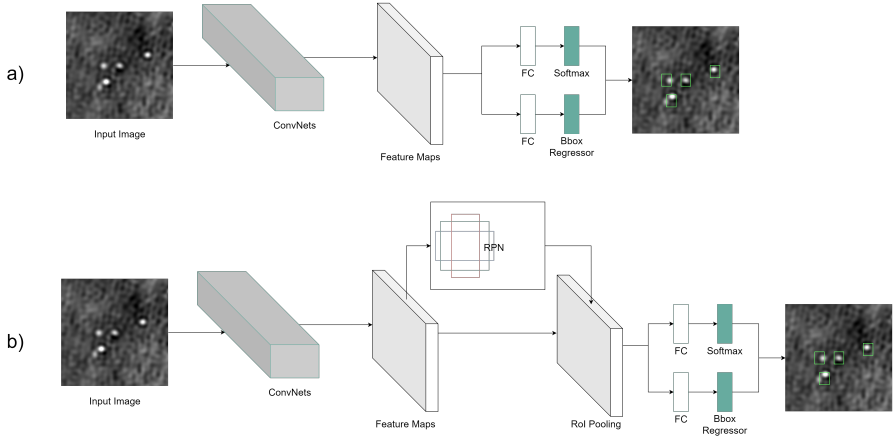 a)
Input Image
ConvNets
Feature Maps
FC
Softmax
FC
Bbox
Regressor
b)
Input Image
ConvNets
Feature Maps
RPN
RoI Pooling
FC
Softmax
FC
Bbox
Regressor